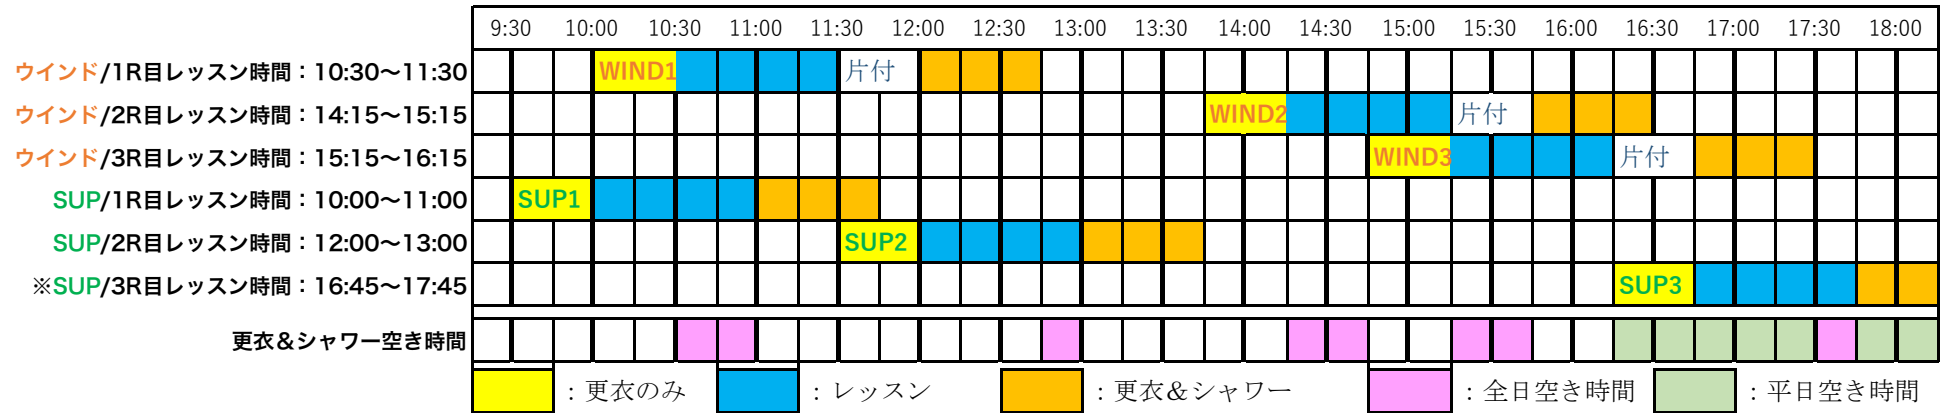 9:30 10:00 10:30 11:00 11:30 12:00 12:30 13:00 13:30 14:00 14:30 15:00 15:30 16:00 16:30 17:00 17:30 18:00
ウインド/1R目レッスン時間：10:30〜11:30 WIND1 片付
ウインド/2R目レッスン時間：14:15〜15:15 WIND2 片付
ウインド/3R目レッスン時間：15:15〜16:15 WIND3 片付
SUP/1R目レッスン時間：10:00〜11:00 SUP1
SUP/2R目レッスン時間：12:00〜13:00 SUP2
※SUP/3R目レッスン時間：16:45〜17:45 SUP3
更衣＆シャワー空き時間
：更衣のみ ：レッスン ：更衣＆シャワー ：全日空き時間 ：平日空き時間